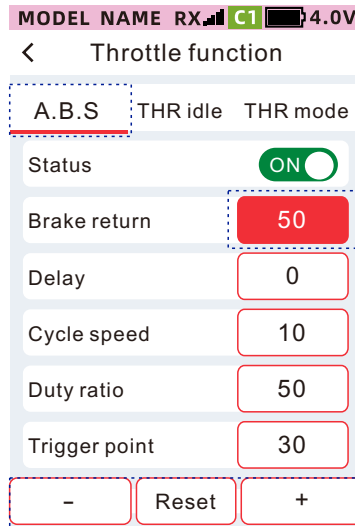 MODEL NAME RX C1 4.0V
< Throttle function
A.B.S THR idle THR mode
Status ON
Brake return 50
Delay 0
Cycle speed 10
Duty ratio 50
Trigger point 30
- Reset +